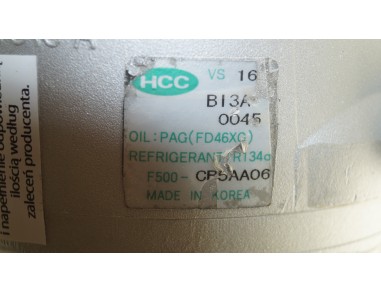 HCC VS 16
B13A
0045
OIL: PAG(FD46XG)
REFRIGERANT/R134a
F500-CP5AA06
MADE IN KOREA
i napełnienie
ilością według
zaleceń producenta.